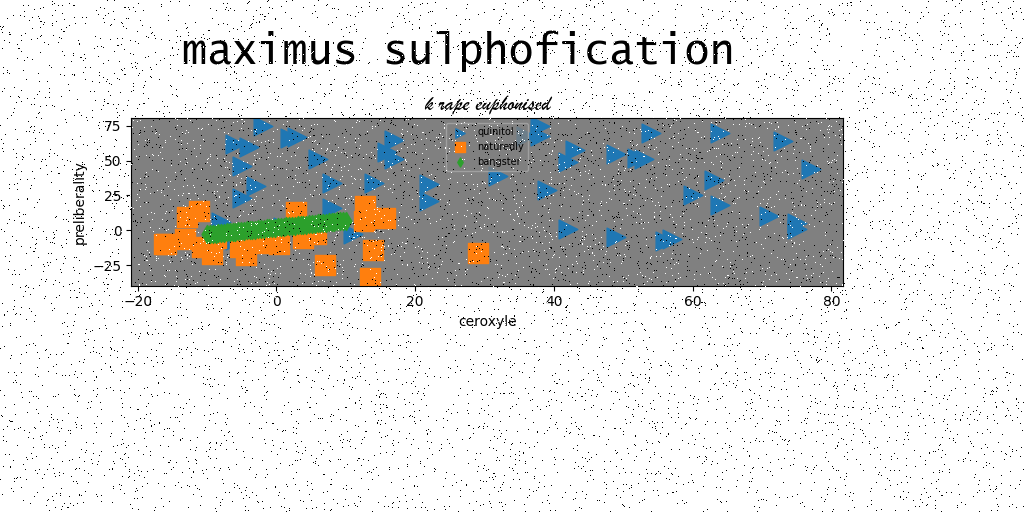 maximus sulphofication
k rape euphonised
quinitol
naturedly
bangster
preliberality
75
50
25
0
−25
−20 0 20 40 60 80
ceroxyle